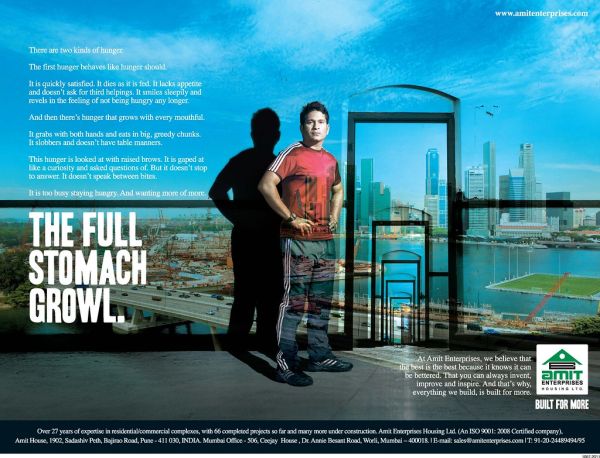 www.amitenterprises.com
There are two kinds of hunger.
The first hunger behaves like hunger should.
It is quickly satisfied. It dies as it is fed. It lacks appetite
and doesn't ask for third helpings. It smiles sleepily and
revels in the feeling of not being hungry any longer.
And then there's hunger that grows with every mouthful.
It grabs with both hands and eats in big, greedy chunks.
It slobbers and doesn't have table manners.
This hunger is looked at with raised brows. It is gaped at
like a curiosity and asked questions of. But it doesn't stop
to answer. It doesn't speak between bites.
It is too busy staying hungry. And wanting more of more.
THE FULL
STOMACH
GROWL.
At Amit Enterprises, we believe that
the best is the best because it knows it can
be bettered. That you can always invent,
improve and inspire. And that's why,
everything we build, is built for more.
amit
ENTERPRISES
HOUSING LTD.
BUILT FOR MORE
Over 27 years of expertise in residential/commercial complexes, with 66 completed projects so far and many more under construction. Amit Enterprises Housing Ltd. (An ISO 9001: 2008 Certified company),
Amit House, 1902, Sadashiv Peth, Bajirao Road, Pune - 411 030, INDIA. Mumbai Office - 506, Ceejay House , Dr. Annie Besant Road, Worli, Mumbai – 400018. | E-mail: sales@amitenterprises.com | T: 91-20-24489494/95